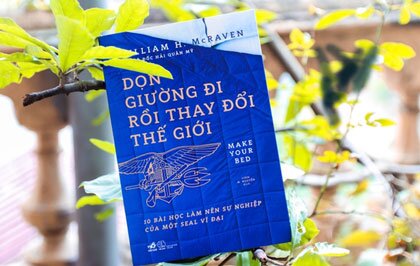 WILLIAM H. McRAVEN
DỌN
GIƯỜNG ĐI
RỒI THAY ĐỔI
THẾ GIỚI
MAKE
YOUR
BED
10 BÀI HỌC LÀM NÊN SỰ NGHIỆP
CỦA MỘT SEAL VĨ ĐẠI